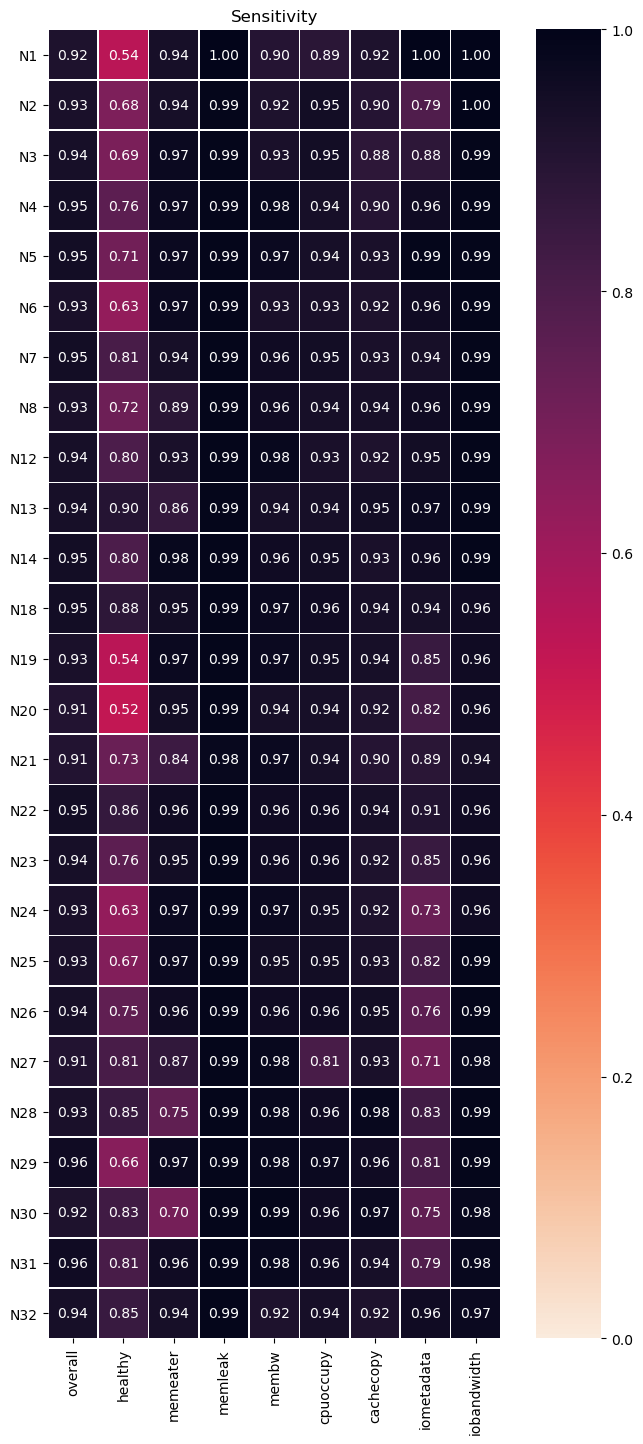 Sensitivity
N1 0.92 0.54 0.94 1.00 0.90 0.89 0.92 1.00 1.00
N2 0.93 0.68 0.94 0.99 0.92 0.95 0.90 0.79 1.00
N3 0.94 0.69 0.97 0.99 0.93 0.95 0.88 0.88 0.99
N4 0.95 0.76 0.97 0.99 0.98 0.94 0.90 0.96 0.99
N5 0.95 0.71 0.97 0.99 0.97 0.94 0.93 0.99 0.99
N6 0.93 0.63 0.97 0.99 0.93 0.93 0.92 0.96 0.99
N7 0.95 0.81 0.94 0.99 0.96 0.95 0.93 0.94 0.99
N8 0.93 0.72 0.89 0.99 0.96 0.94 0.94 0.96 0.99
N12 0.94 0.80 0.93 0.99 0.98 0.93 0.92 0.95 0.99
N13 0.94 0.90 0.86 0.99 0.94 0.94 0.95 0.97 0.99
N14 0.95 0.80 0.98 0.99 0.96 0.95 0.93 0.96 0.99
N18 0.95 0.88 0.95 0.99 0.97 0.96 0.94 0.94 0.96
N19 0.93 0.54 0.97 0.99 0.97 0.95 0.94 0.85 0.96
N20 0.91 0.52 0.95 0.99 0.94 0.94 0.92 0.82 0.96
N21 0.91 0.73 0.84 0.98 0.97 0.94 0.90 0.89 0.94
N22 0.95 0.86 0.96 0.99 0.96 0.96 0.94 0.91 0.96
N23 0.94 0.76 0.95 0.99 0.96 0.96 0.92 0.85 0.96
N24 0.93 0.63 0.97 0.99 0.97 0.95 0.92 0.73 0.96
N25 0.93 0.67 0.97 0.99 0.95 0.95 0.93 0.82 0.99
N26 0.94 0.75 0.96 0.99 0.96 0.96 0.95 0.76 0.99
N27 0.91 0.81 0.87 0.99 0.98 0.81 0.93 0.71 0.98
N28 0.93 0.85 0.75 0.99 0.98 0.96 0.98 0.83 0.99
N29 0.96 0.66 0.97 0.99 0.98 0.97 0.96 0.81 0.99
N30 0.92 0.83 0.70 0.99 0.99 0.96 0.97 0.75 0.98
N31 0.96 0.81 0.96 0.99 0.98 0.96 0.94 0.79 0.98
N32 0.94 0.85 0.94 0.99 0.92 0.94 0.92 0.96 0.97
overall healthy memeater memleak membw cpuoccupy cachecopy iometadata iobandwidth
1.0
0.8
0.6
0.4
0.2
0.0